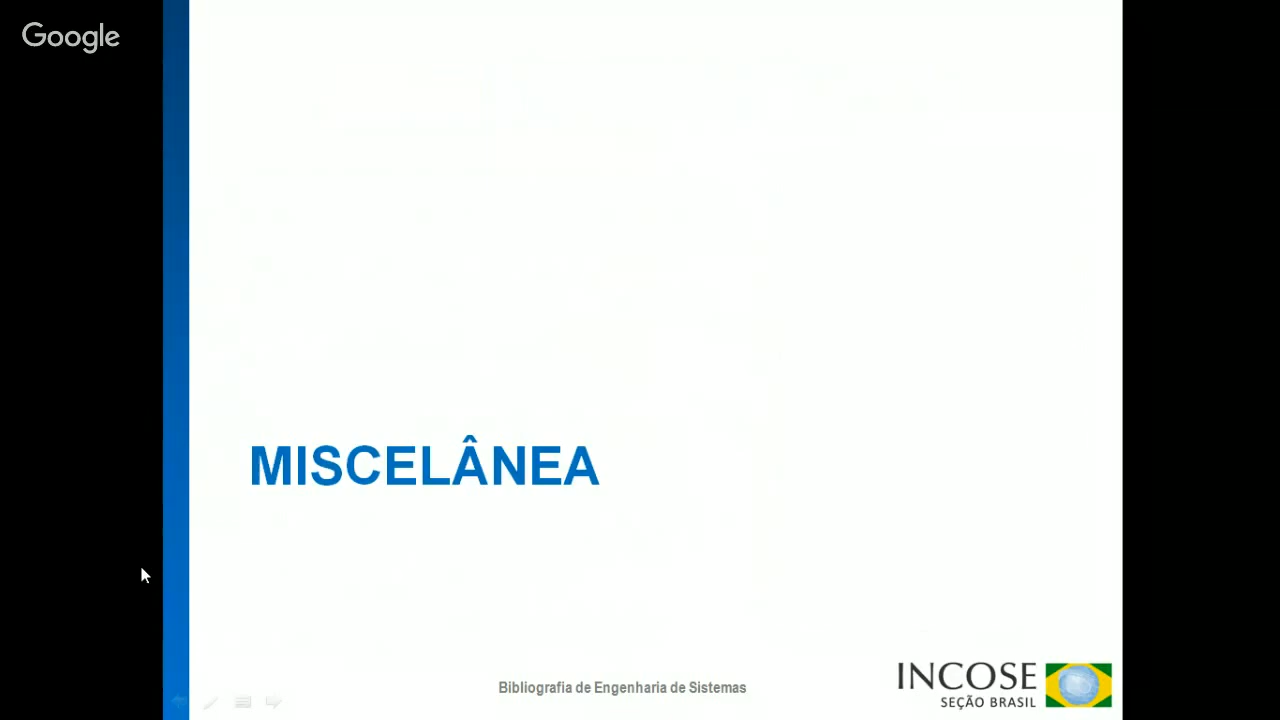 Google
MISCELÂNEA
Bibliografia de Engenharia de Sistemas
INCOSE
SEÇÃO BRASIL